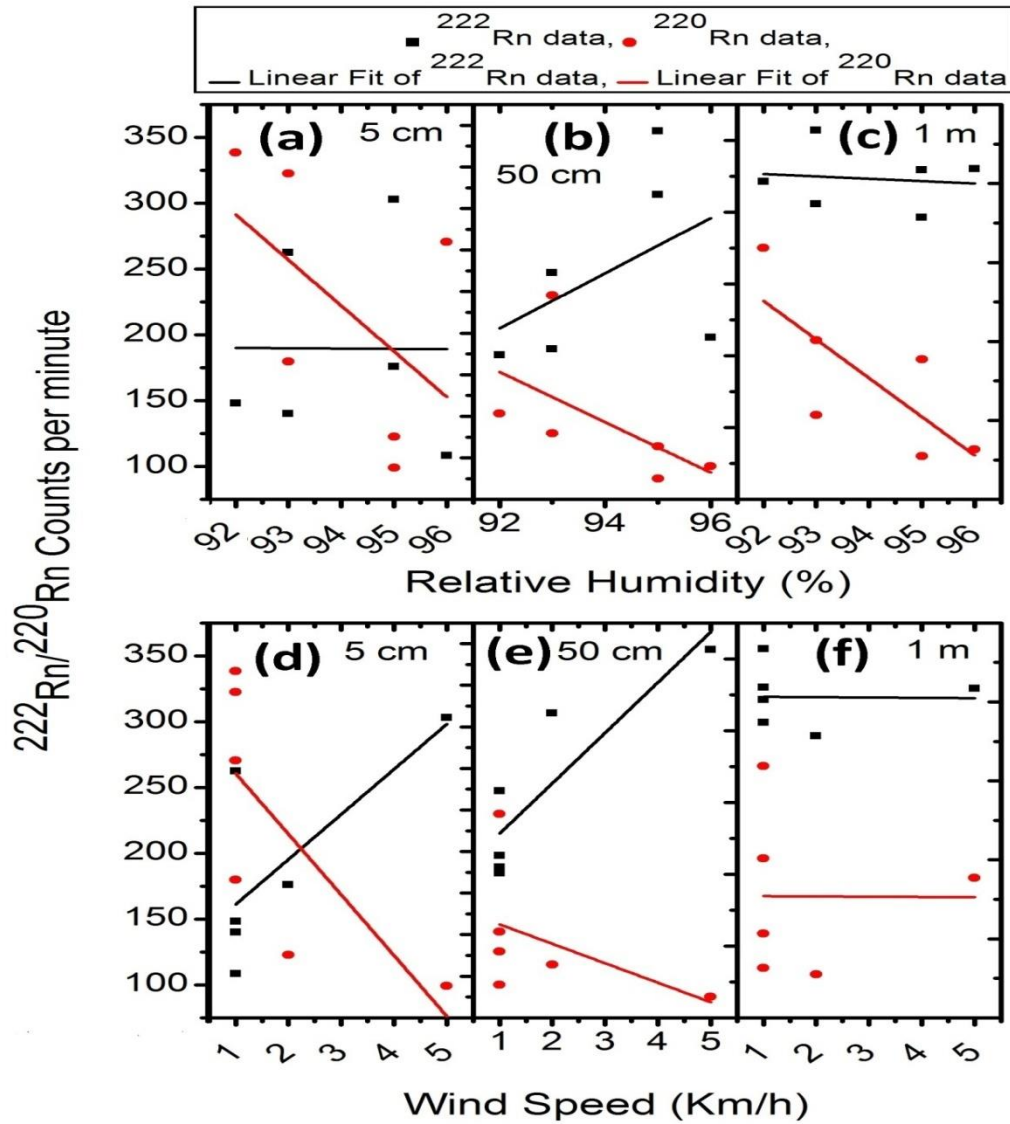 ■ ²²²Rn data, ● ²²⁰Rn data,
— Linear Fit of ²²²Rn data, — Linear Fit of ²²⁰Rn data
²²²Rn/²²⁰Rn Counts per minute
(a) 5 cm (b) 50 cm (c) 1 m
350
300
250
200
150
100
92 93 94 95 96 92 94 96 92 93 94 95 96
Relative Humidity (%)
(d) 5 cm (e) 50 cm (f) 1 m
350
300
250
200
150
100
1 2 3 4 5 1 2 3 4 5 1 2 3 4 5
Wind Speed (Km/h)